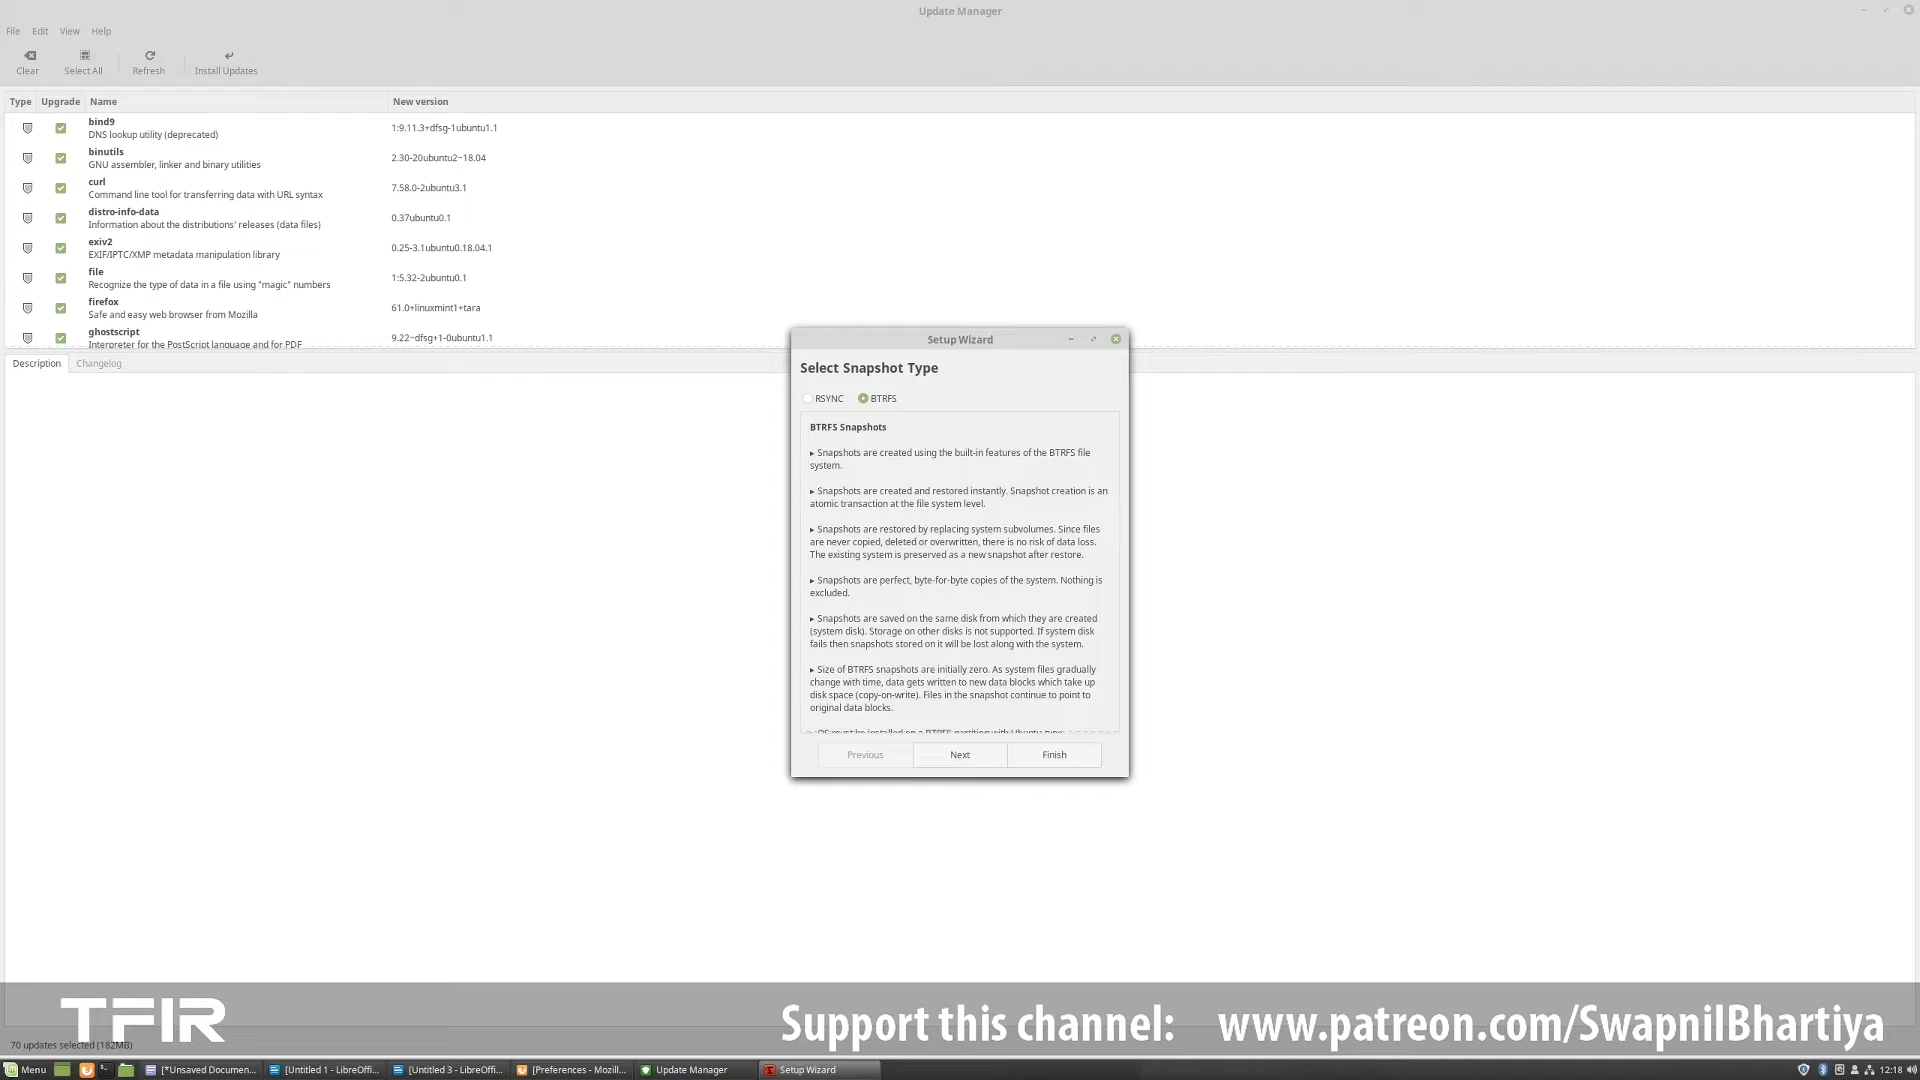 Update Manager
File Edit View Help
Clear Select All Refresh Install Updates
Type Upgrade Name New version
bind9
DNS lookup utility (deprecated)
1:9.11.3+dfsg-1ubuntu1.1
binutils
GNU assembler, linker and binary utilities
2.30-20ubuntu2~18.04
curl
Command line tool for transferring data with URL syntax
7.58.0-2ubuntu3.1
distro-info-data
Information about the distributions' releases (data files)
0.37ubuntu0.1
exiv2
EXIF/IPTC/XMP metadata manipulation library
0.25-3.1ubuntu0.18.04.1
file
Recognize the type of data in a file using "magic" numbers
1:5.32-2ubuntu0.1
firefox
Safe and easy web browser from Mozilla
61.0+linuxmint1+tara
ghostscript
Interpreter for the PostScript language and for PDF
9.22~dfsg+1-0ubuntu1.1
Description Changelog
Setup Wizard
Select Snapshot Type
RSYNC BTRFS
BTRFS Snapshots
▸ Snapshots are created using the built-in features of the BTRFS file
system.
▸ Snapshots are created and restored instantly. Snapshot creation is an
atomic transaction at the file system level.
▸ Snapshots are restored by replacing system subvolumes. Since files
are never copied, deleted or overwritten, there is no risk of data loss.
The existing system is preserved as a new snapshot after restore.
▸ Snapshots are perfect, byte-for-byte copies of the system. Nothing is
excluded.
▸ Snapshots are saved on the same disk from which they are created
(system disk). Storage on other disks is not supported. If system disk
fails then snapshots stored on it will be lost along with the system.
▸ Size of BTRFS snapshots are initially zero. As system files gradually
change with time, data gets written to new data blocks which take up
disk space (copy-on-write). Files in the snapshot continue to point to
original data blocks.
▸ OS must be installed on a BTRFS partition with Ubuntu-type
Previous Next Finish
TFIR
Support this channel: www.patreon.com/SwapnilBhartiya
70 updates selected (182MB)
Menu [*Unsaved Documen... [Untitled 1 - LibreOffi... [Untitled 3 - LibreOffi... [Preferences - Mozill... Update Manager Setup Wizard 12:18